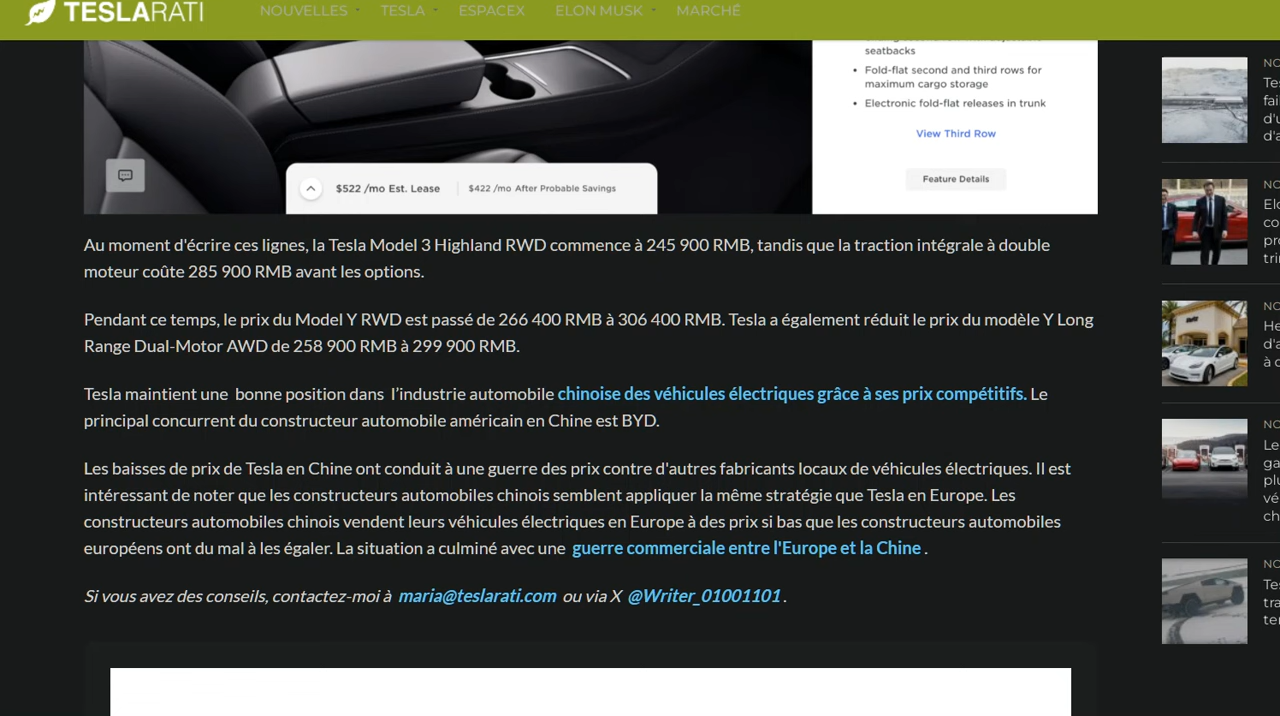 TESLARATI
NOUVELLES
TESLA
ESPACEX
ELON MUSK
MARCHÉ
seatbacks
Fold-flat second and third rows for
maximum cargo storage
Electronic fold-flat releases in trunk
View Third Row
Feature Details
$522 /mo Est. Lease
$422 /mo After Probable Savings
Au moment d'écrire ces lignes, la Tesla Model 3 Highland RWD commence à 245 900 RMB, tandis que la traction intégrale à double
moteur coûte 285 900 RMB avant les options.
Pendant ce temps, le prix du Model Y RWD est passé de 266 400 RMB à 306 400 RMB. Tesla a également réduit le prix du modèle Y Long
Range Dual-Motor AWD de 258 900 RMB à 299 900 RMB.
Tesla maintient une bonne position dans l’industrie automobile chinoise des véhicules électriques grâce à ses prix compétitifs. Le
principal concurrent du constructeur automobile américain en Chine est BYD.
Les baisses de prix de Tesla en Chine ont conduit à une guerre des prix contre d'autres fabricants locaux de véhicules électriques. Il est
intéressant de noter que les constructeurs automobiles chinois semblent appliquer la même stratégie que Tesla en Europe. Les
constructeurs automobiles chinois vendent leurs véhicules électriques en Europe à des prix si bas que les constructeurs automobiles
européens ont du mal à les égaler. La situation a culminé avec une guerre commerciale entre l'Europe et la Chine .
Si vous avez des conseils, contactez-moi à maria@teslarati.com ou via X @Writer_01001101 .